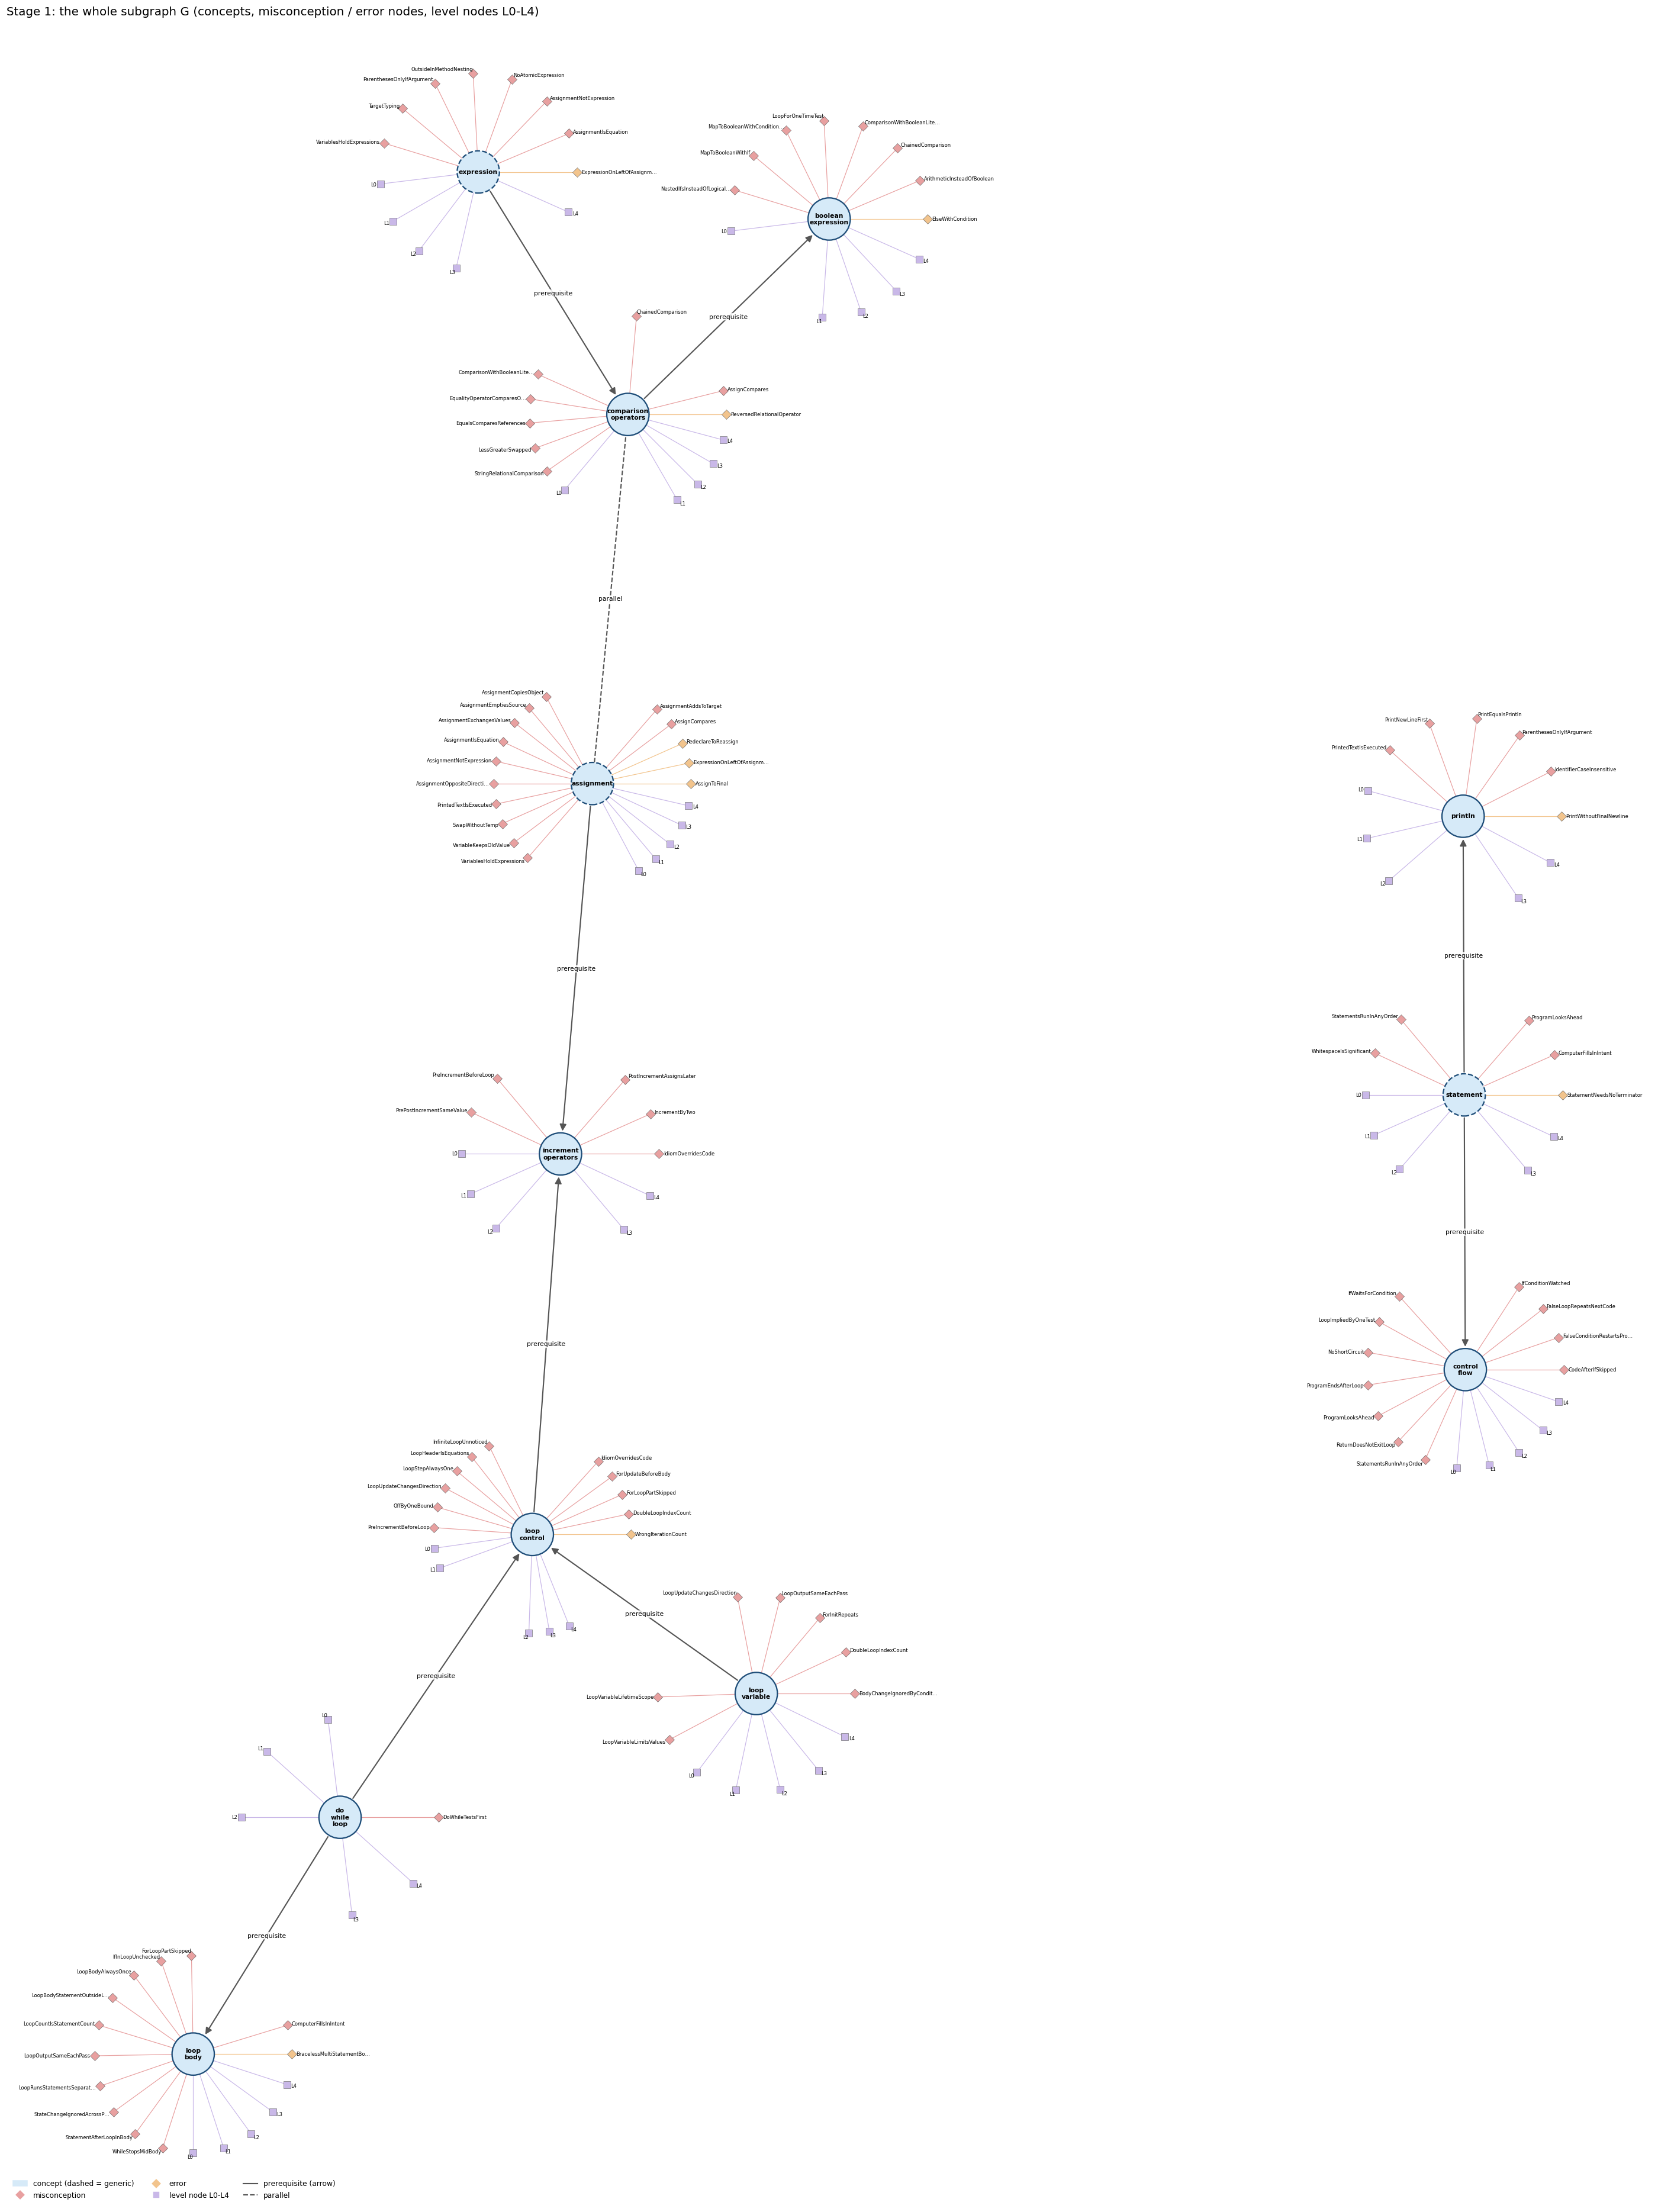 Stage 1: the whole subgraph G (concepts, misconception / error nodes, level nodes L0-L4)
OutsideInMethodNesting
NoAtomicExpression
ParenthesesOnlyIfArgument
AssignmentNotExpression
TargetTyping
AssignmentIsEquation
VariablesHoldExpressions
expression
ExpressionOnLeftOfAssignm...
L0
L1
L2
L3
L4
LoopForOneTimeTest
ComparisonWithBooleanLite...
MapToBooleanWithCondition...
ChainedComparison
MapToBooleanWithIf
ArithmeticInsteadOfBoolean
NestedIfsInsteadOfLogical...
boolean
expression
ElseWithCondition
L0
L4
L3
L2
L1
prerequisite
prerequisite
ChainedComparison
ComparisonWithBooleanLite...
AssignCompares
EqualityOperatorComparesO...
comparison
operators
ReversedRelationalOperator
EqualsComparesReferences
LessGreaterSwapped
StringRelationalComparison
L4
L3
L2
L1
L0
parallel
AssignmentCopiesObject
AssignmentEmptiesSource
AssignmentAddsToTarget
AssignmentExchangesValues
AssignCompares
AssignmentIsEquation
RedeclareToReassign
AssignmentNotExpression
ExpressionOnLeftOfAssignm...
AssignmentOppositeDirecti...
assignment
AssignToFinal
PrintedTextIsExecuted
SwapWithoutTemp
VariableKeepsOldValue
VariablesHoldExpressions
L4
L3
L2
L1
L0
PrintNewLineFirst
PrintEqualsPrintln
ParenthesesOnlyIfArgument
PrintedTextIsExecuted
IdentifierCaseInsensitive
println
PrintWithoutFinalNewline
L0
L1
L2
L3
L4
prerequisite
prerequisite
StatementsRunInAnyOrder
ProgramLooksAhead
WhitespaceIsSignificant
ComputerFillsInIntent
statement
StatementNeedsNoTerminator
L0
L1
L2
L3
L4
PreIncrementBeforeLoop
PostIncrementAssignsLater
PrePostIncrementSameValue
IncrementByTwo
increment
operators
IdiomOverridesCode
L0
L1
L2
L3
L4
prerequisite
prerequisite
IfConditionWatched
IfWaitsForCondition
FalseLoopRepeatsNextCode
LoopImpliedByOneTest
FalseConditionRestartsPro...
NoShortCircuit
control
flow
CodeAfterIfSkipped
ProgramEndsAfterLoop
ProgramLooksAhead
ReturnDoesNotExitLoop
StatementsRunInAnyOrder
L4
L3
L2
L1
L0
InfiniteLoopUnnoticed
LoopHeaderIsEquations
IdiomOverridesCode
LoopStepAlwaysOne
ForUpdateBeforeBody
LoopUpdateChangesDirection
ForLoopPartSkipped
OffByOneBound
DoubleLoopIndexCount
PreIncrementBeforeLoop
loop
control
WrongIterationCount
L0
L1
L2
L3
L4
prerequisite
LoopUpdateChangesDirection
LoopOutputSameEachPass
ForInitRepeats
DoubleLoopIndexCount
loop
variable
BodyChangeIgnoredByCondit...
LoopVariableLifetimeScope
LoopVariableLimitsValues
L4
L3
L2
L1
L0
prerequisite
L0
L1
L2
do
while
loop
DoWhileTestsFirst
L4
L3
prerequisite
ForLoopPartSkipped
IfInLoopUnchecked
LoopBodyAlwaysOnce
LoopBodyStatementOutsideL...
LoopCountIsStatementCount
ComputerFillsInIntent
LoopOutputSameEachPass
loop
body
BracelessMultiStatementBo...
LoopRunsStatementsSeparat...
StateChangeIgnoredAcrossP...
StatementAfterLoopInBody
WhileStopsMidBody
L4
L3
L2
L1
L0
concept (dashed = generic)
misconception
error
level node L0-L4
prerequisite (arrow)
parallel